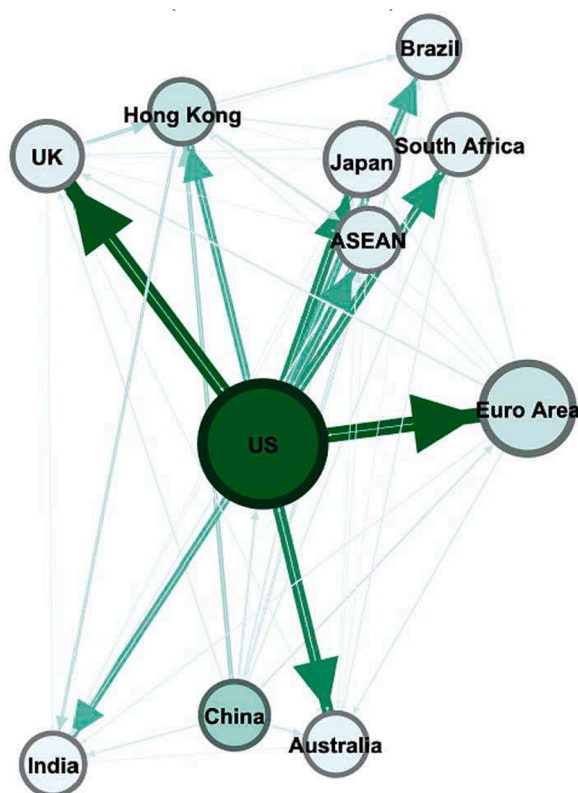 Brazil
Hong Kong
UK
Japan
South Africa
ASEAN
Euro Area
US
China
Australia
India